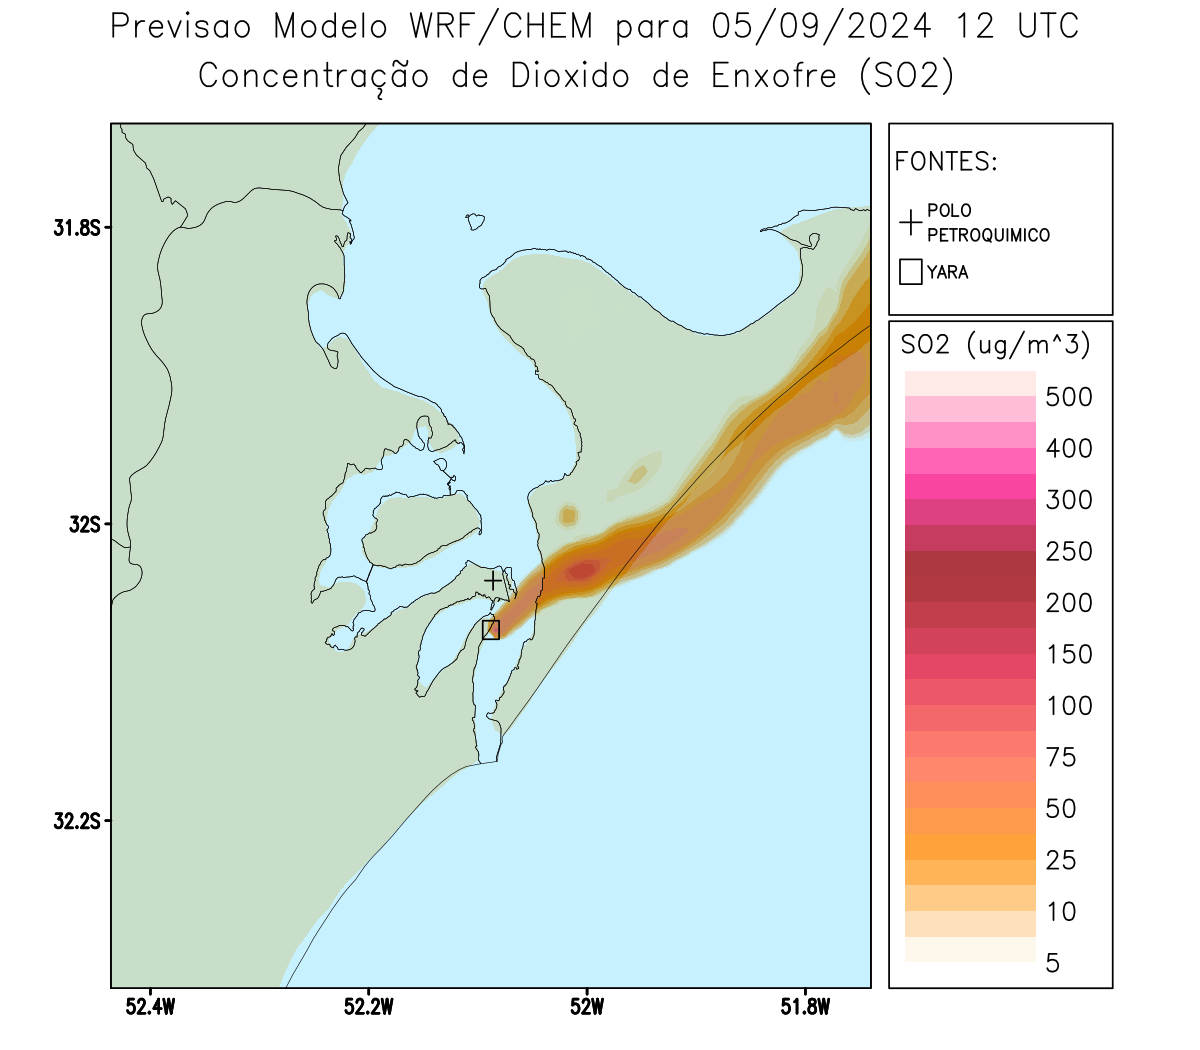 Previsao Modelo WRF/CHEM para 05/09/2024 12 UTC
Concentração de Dioxido de Enxofre (SO2)
FONTES:
POLO
PETROQUIMICO
YARA
SO2 (ug/m^3)
500
400
300
250
200
150
100
75
50
25
10
5
31.8S
32S
32.2S
52.4W
52.2W
52W
51.8W